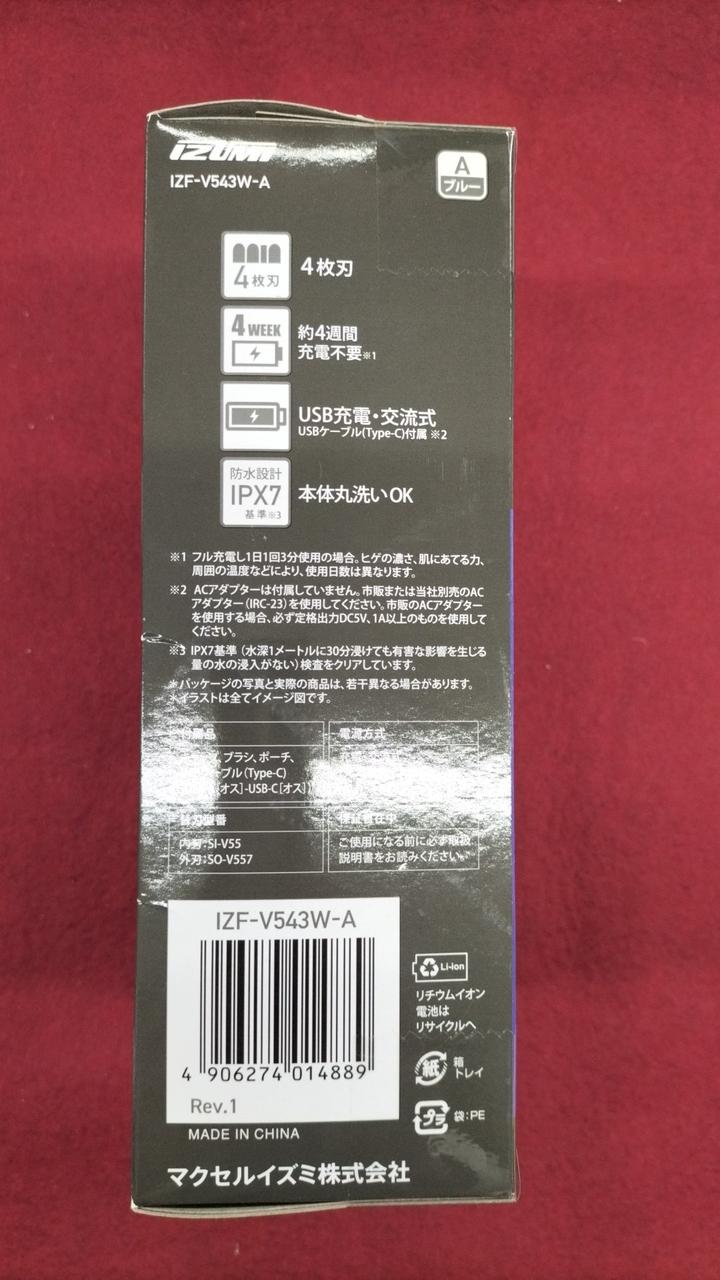 IZUMI
IZF-V543W-A
A
ブルー
4枚刃
4枚刃
4 WEEK
約4週間
充電不要※1
USB充電・交流式
USBケーブル(Type-C)付属 ※2
防水設計
IPX7
基準※3
本体丸洗いOK
※1 フル充電し1日1回3分使用の場合。ヒゲの濃さ、肌にあてる力、
周囲の温度などにより、使用日数は異なります。
※2 ACアダプターは付属していません。市販または当社別売のAC
アダプター(IRC-23)を使用してください。市販のACアダプター
を使用する場合、必ず定格出力DC5V、1A以上のものを使用して
ください。
※3 IPX7基準(水深1メートルに30分浸けても有害な影響を生じる
量の水の浸入がない)検査をクリアしています。
*パッケージの写真と実際の商品は、若干異なる場合があります。
*イラストは全てイメージ図です。
電源方式
、ブラシ、ポーチ、
ーブル(Type-C)
[オス]-USB-C[オス])
替刃型番
保証書在中
内刃:SI-V55
外刃:SO-V557
ご使用になる前に必ず取扱
説明書をお読みください。
IZF-V543W-A
4 906274 014889
Rev.1
MADE IN CHINA
マクセルイズミ株式会社
Li-ion
リチウムイオン
電池は
リサイクルへ
紙
箱
トレイ
プラ
袋:PE